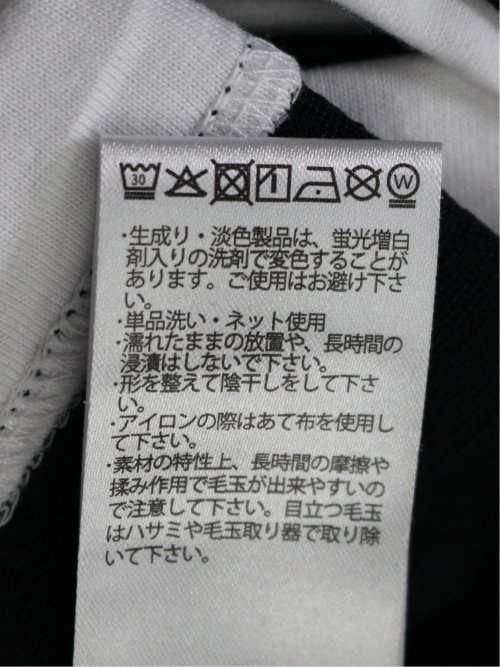 30 W
・生成り・淡色製品は、蛍光増白
剤入りの洗剤で変色することが
あります。ご使用はお避け下さ
い。
・単品洗い・ネット使用
・濡れたままの放置や、長時間の
浸漬はしないで下さい。
・形を整えて陰干しをして下さ
い。
・アイロンの際はあて布を使用し
て下さい。
・素材の特性上、長時間の摩擦や
揉み作用で毛玉が出来やすいの
で注意して下さい。目立つ毛玉
はハサミや毛玉取り器で取り除
いて下さい。